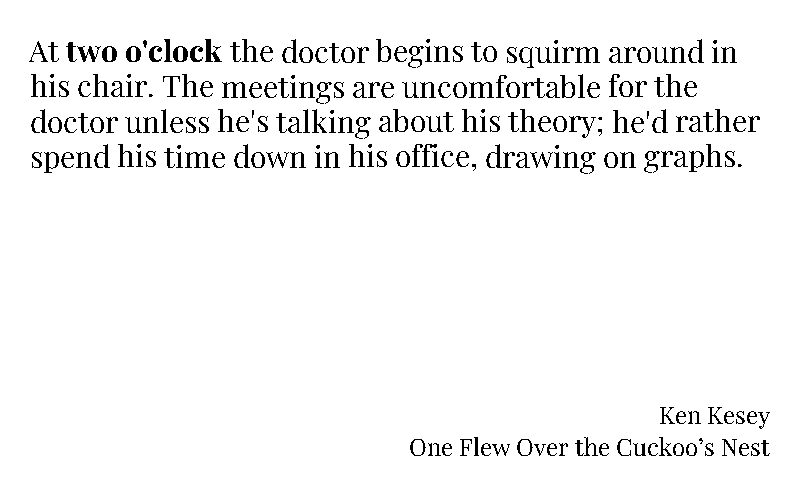 At two o'clock the doctor begins to squirm around in
his chair. The meetings are uncomfortable for the
doctor unless he's talking about his theory; he'd rather
spend his time down in his office, drawing on graphs.
Ken Kesey
One Flew Over the Cuckoo’s Nest